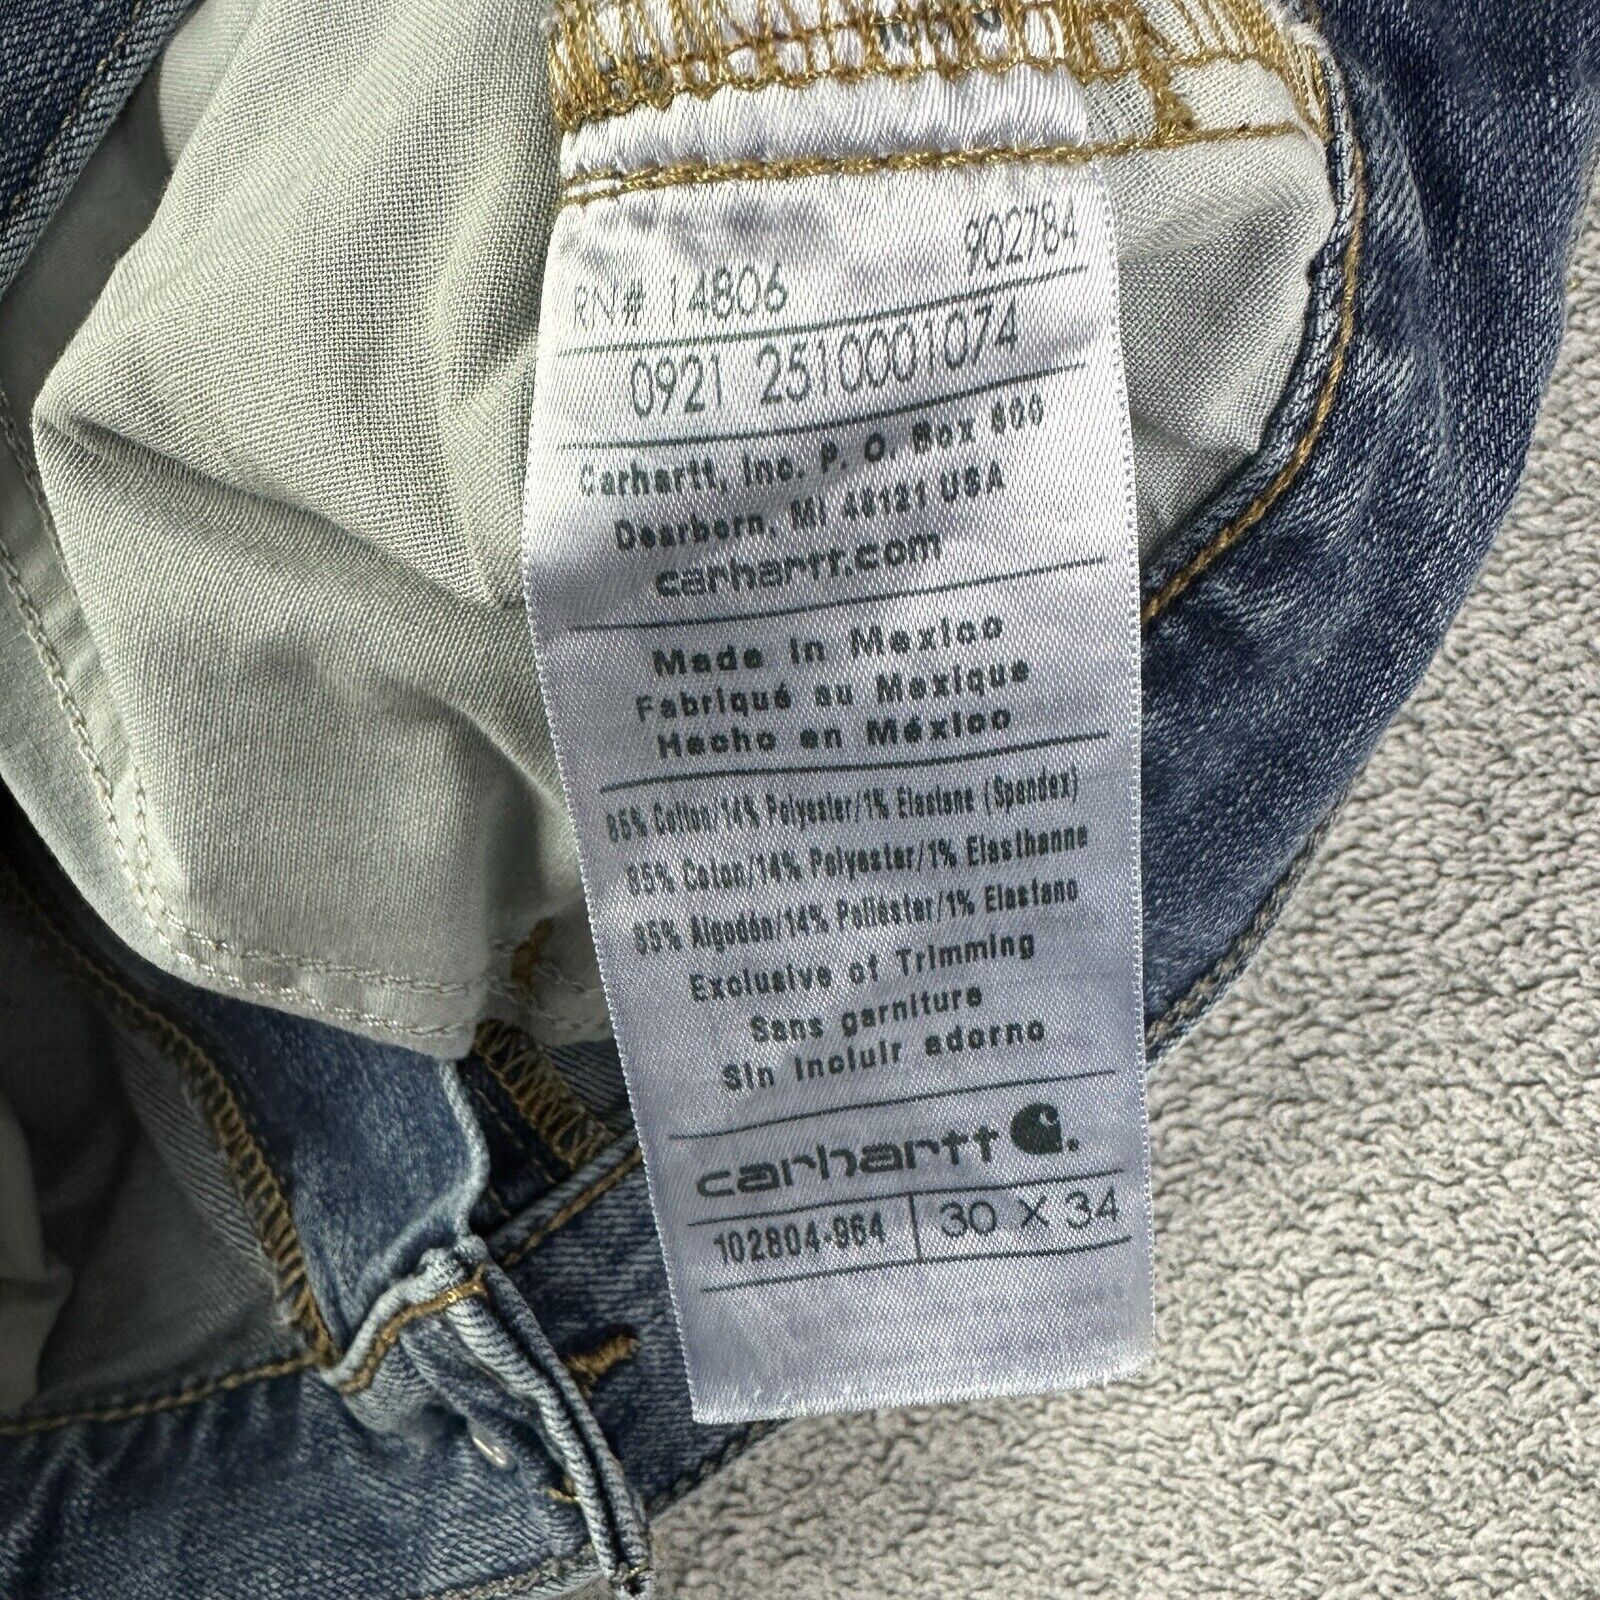 RN# 14806 902784
0921 2510001074
Carhartt, Inc. P. O. Box 600
Dearborn, MI 48121 USA
carhartt.com
Made in Mexico
Fabriqué au Mexique
Hecho en México
85% Cotton/14% Polyester/1% Elastane (Spandex)
85% Coton/14% Polyester/1% Elasthanne
85% Algodón/14% Poliéster/1% Elastano
Exclusive of Trimming
Sans garniture
Sin incluir adorno
carhartt
102804-964 30 X 34